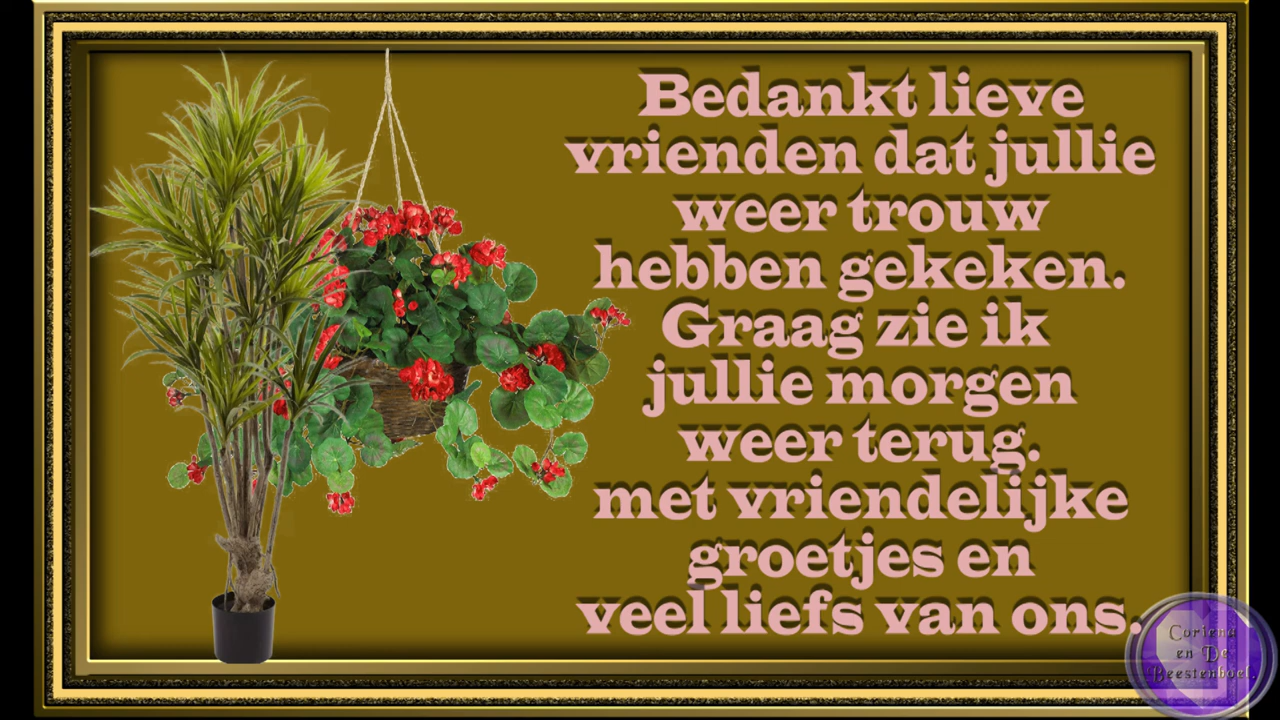 Bedankt lieve
vrienden dat jullie
weer trouw
hebben gekeken.
Graag zie ik
jullie morgen
weer terug.
met vriendelijke
groetjes en
veel liefs van ons.
Coriena
en De
Beestenboel.